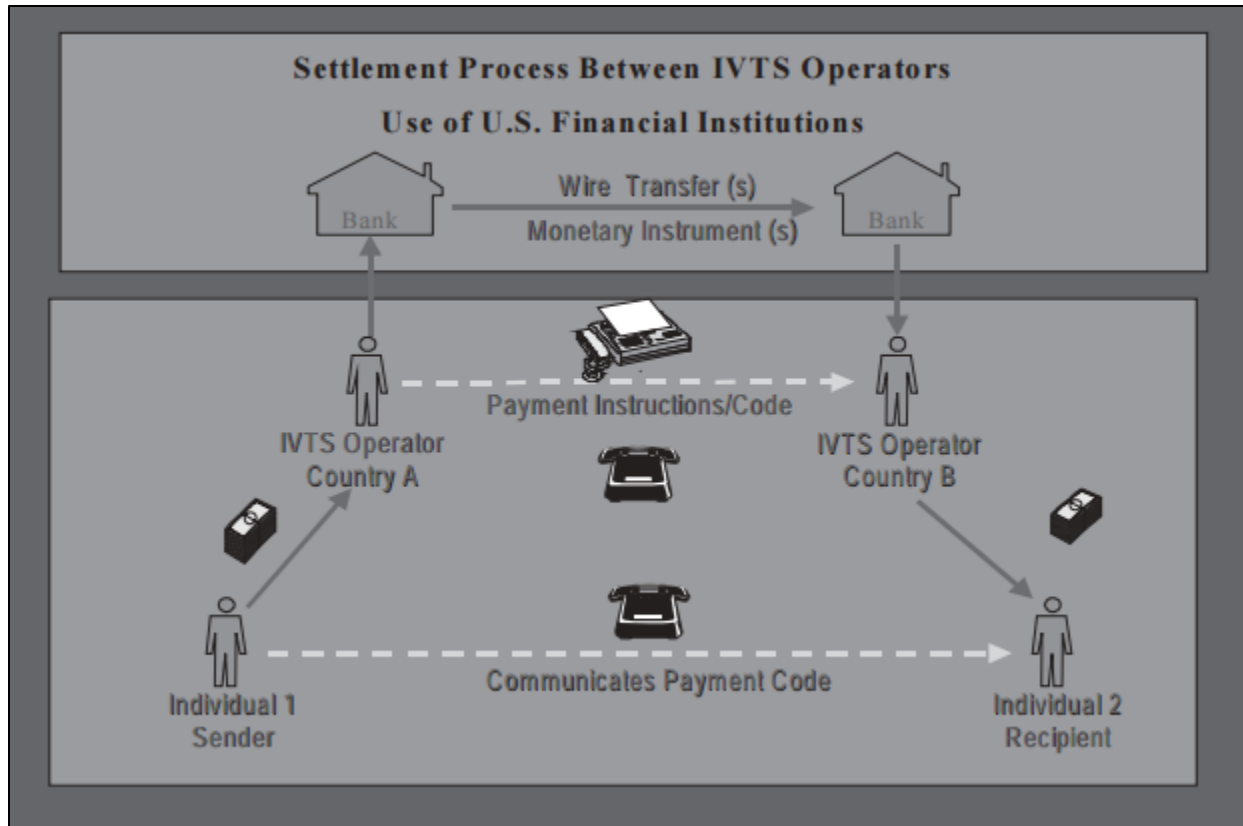 Settlement Process Between IVTS Operators
Use of U.S. Financial Institutions
Wire Transfer (s)
Bank
Bank
Monetary Instrument (s)
Payment Instructions/Code
IVTS Operator
Country A
IVTS Operator
Country B
Communicates Payment Code
Individual 1
Sender
Individual 2
Recipient